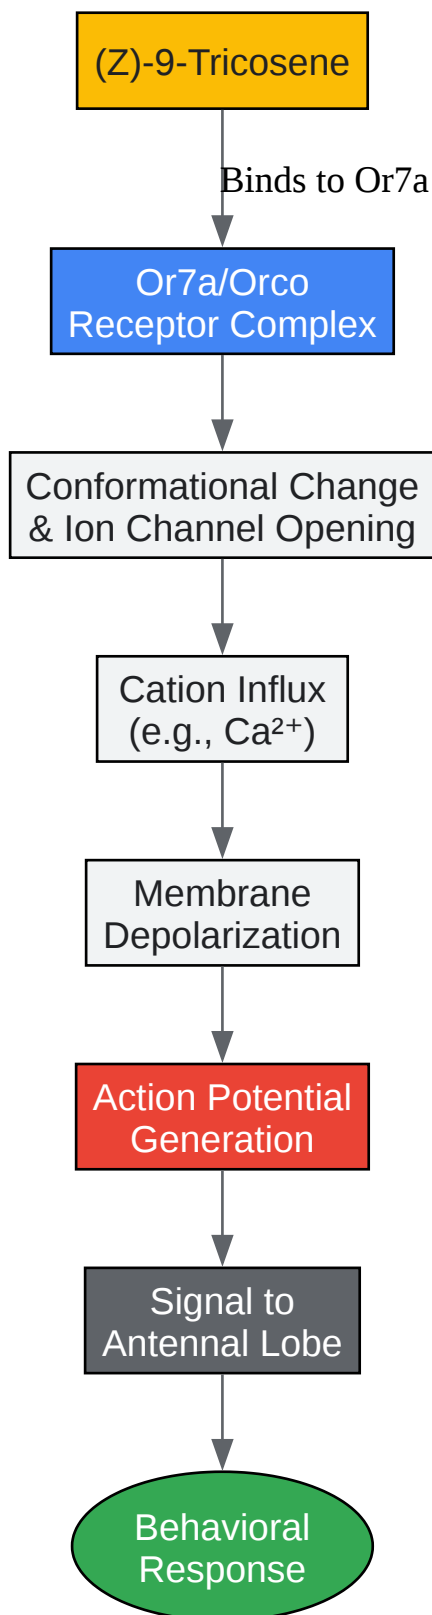 (Z)-9-Tricosene
Binds to Or7a
Or7a/Orco
Receptor Complex
Conformational Change
& Ion Channel Opening
Cation Influx
(e.g., Ca²⁺)
Membrane
Depolarization
Action Potential
Generation
Signal to
Antennal Lobe
Behavioral
Response